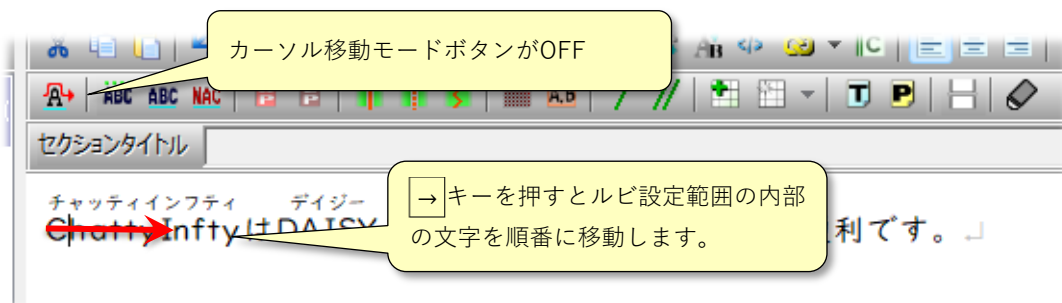 カーソル移動モードボタンがOFF
ABC ABC NAC A,B T P
セクションタイトル
→キーを押すとルビ設定範囲の内部
の文字を順番に移動します。
チャッティインフティ デイジー
ChattyInftyはDAISY 利です。